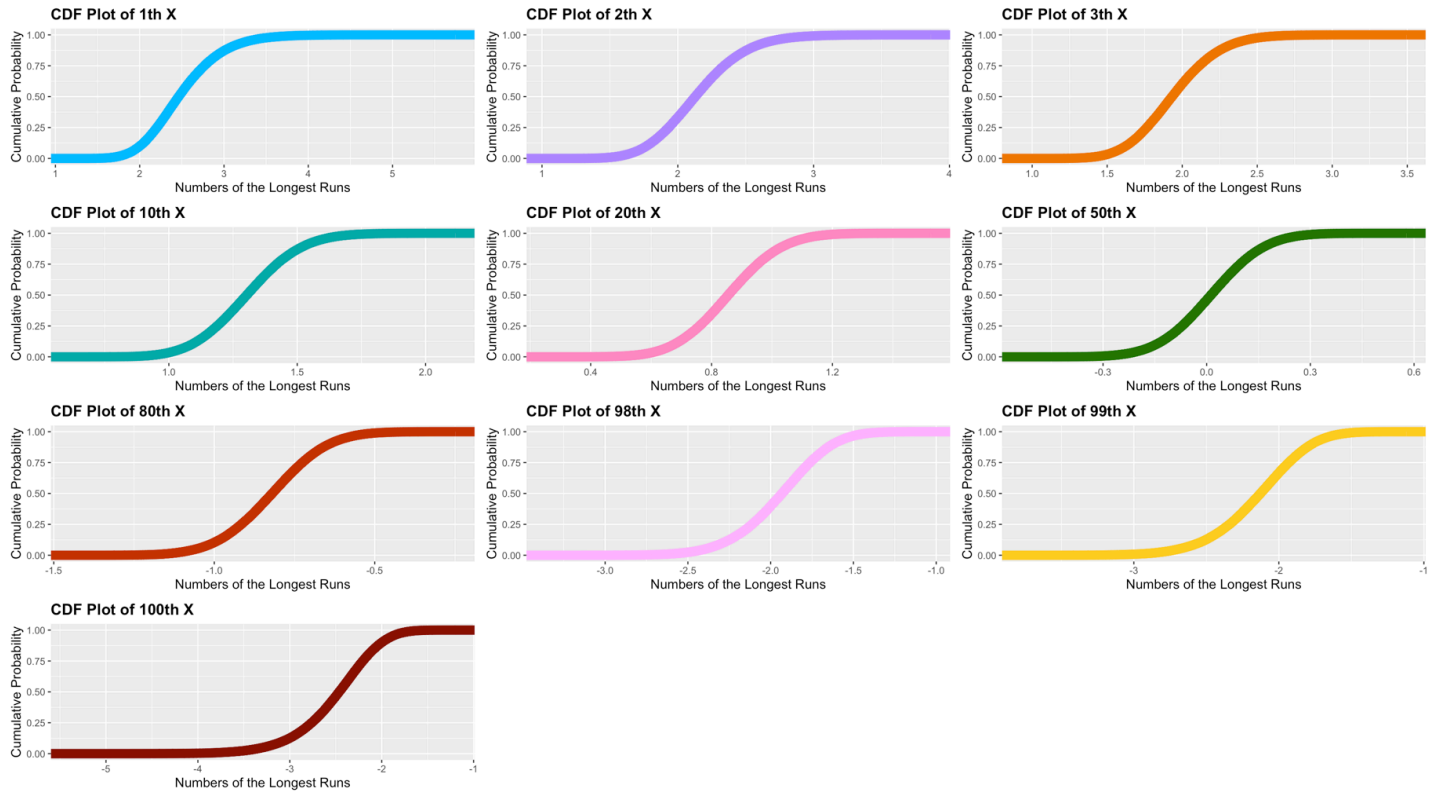 CDF Plot of 1th X
Cumulative Probability
1.00
0.75
0.50
0.25
0.00
1 2 3 4 5
Numbers of the Longest Runs
CDF Plot of 2th X
Cumulative Probability
1.00
0.75
0.50
0.25
0.00
1 2 3 4
Numbers of the Longest Runs
CDF Plot of 3th X
Cumulative Probability
1.00
0.75
0.50
0.25
0.00
1.0 1.5 2.0 2.5 3.0 3.5
Numbers of the Longest Runs
CDF Plot of 10th X
Cumulative Probability
1.00
0.75
0.50
0.25
0.00
1.0 1.5 2.0
Numbers of the Longest Runs
CDF Plot of 20th X
Cumulative Probability
1.00
0.75
0.50
0.25
0.00
0.4 0.8 1.2
Numbers of the Longest Runs
CDF Plot of 50th X
Cumulative Probability
1.00
0.75
0.50
0.25
0.00
-0.3 0.0 0.3 0.6
Numbers of the Longest Runs
CDF Plot of 80th X
Cumulative Probability
1.00
0.75
0.50
0.25
0.00
-1.5 -1.0 -0.5
Numbers of the Longest Runs
CDF Plot of 98th X
Cumulative Probability
1.00
0.75
0.50
0.25
0.00
-3.0 -2.5 -2.0 -1.5 -1.0
Numbers of the Longest Runs
CDF Plot of 99th X
Cumulative Probability
1.00
0.75
0.50
0.25
0.00
-3 -2 -1
Numbers of the Longest Runs
CDF Plot of 100th X
Cumulative Probability
1.00
0.75
0.50
0.25
0.00
-5 -4 -3 -2 -1
Numbers of the Longest Runs